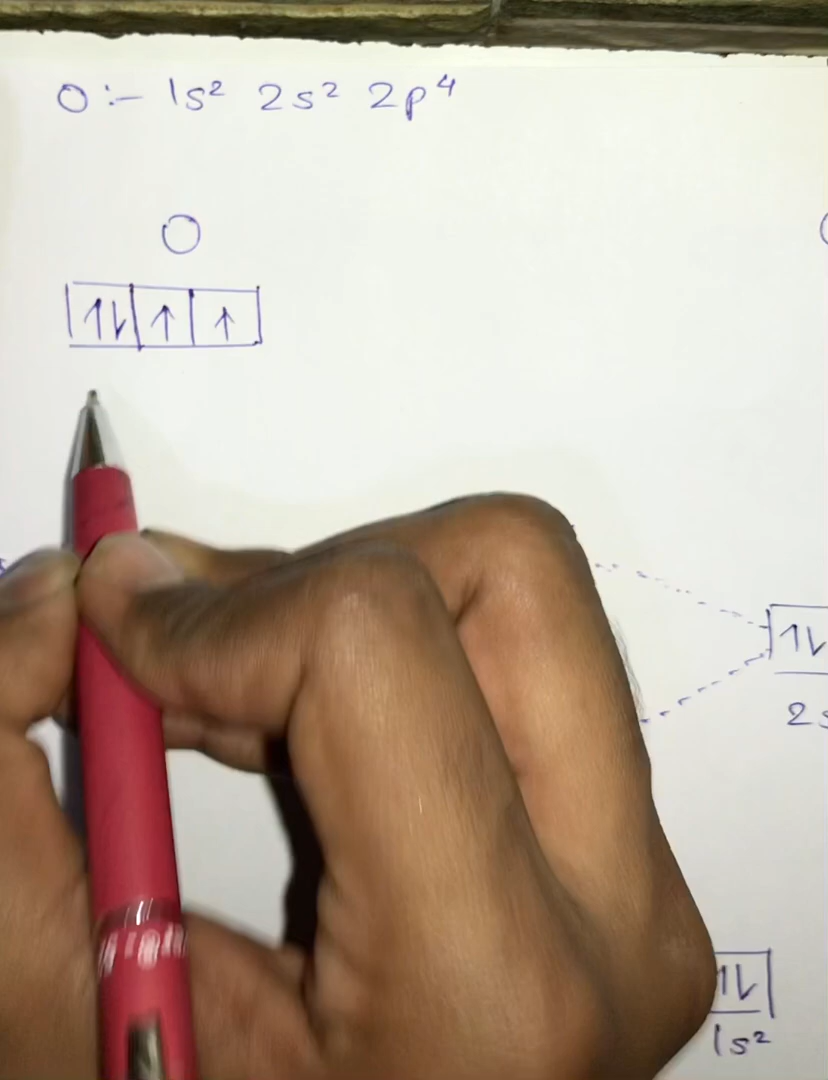 O :- 1s² 2s² 2p⁴
O
↑⇂ ↑ ↑
↑⇂
2s
↑⇂
1s²